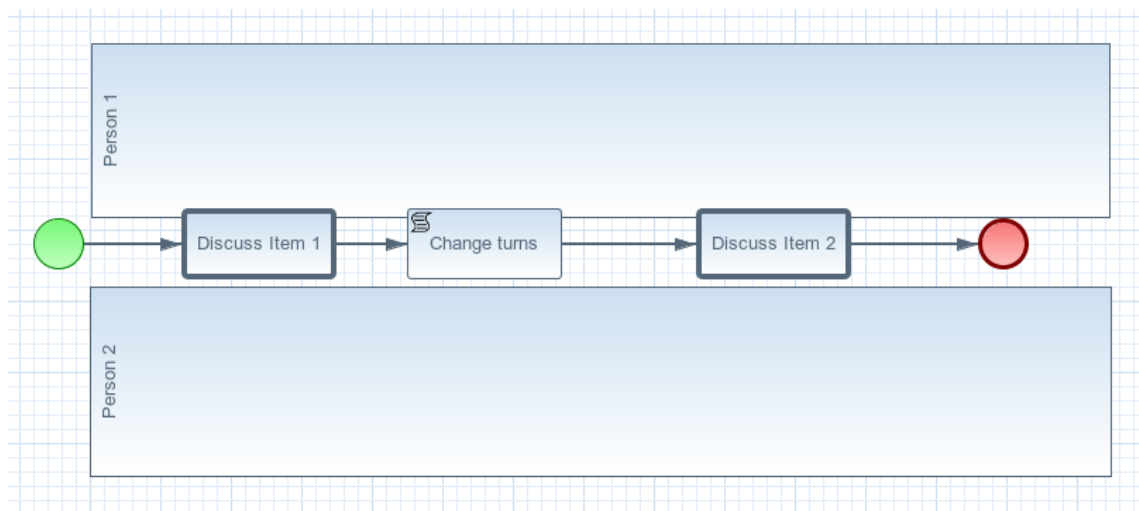 Person 1
Discuss Item 1
Change turns
Discuss Item 2
Person 2